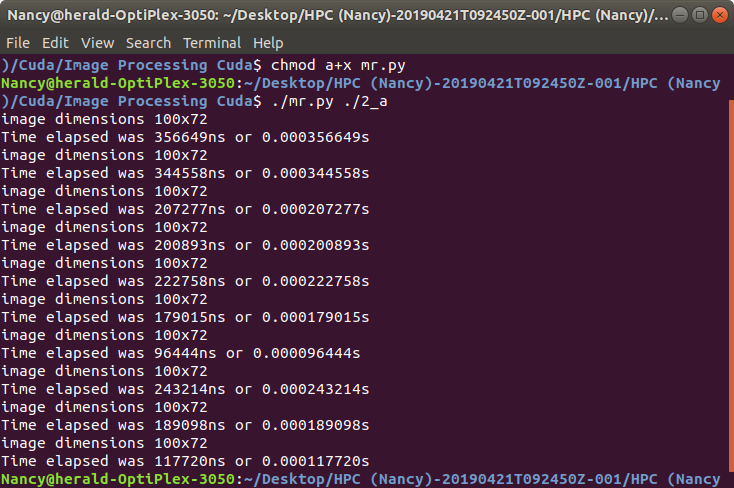 Nancy@herald-OptiPlex-3050: ~/Desktop/HPC (Nancy)-20190421T092450Z-001/HPC (Nancy)/...
File Edit View Search Terminal Help
)/Cuda/Image Processing Cuda$ chmod a+x mr.py
Nancy@herald-OptiPlex-3050:~/Desktop/HPC (Nancy)-20190421T092450Z-001/HPC (Nancy
)/Cuda/Image Processing Cuda$ ./mr.py ./2_a
image dimensions 100x72
Time elapsed was 356649ns or 0.000356649s
image dimensions 100x72
Time elapsed was 344558ns or 0.000344558s
image dimensions 100x72
Time elapsed was 207277ns or 0.000207277s
image dimensions 100x72
Time elapsed was 200893ns or 0.000200893s
image dimensions 100x72
Time elapsed was 222758ns or 0.000222758s
image dimensions 100x72
Time elapsed was 179015ns or 0.000179015s
image dimensions 100x72
Time elapsed was 96444ns or 0.000096444s
image dimensions 100x72
Time elapsed was 243214ns or 0.000243214s
image dimensions 100x72
Time elapsed was 189098ns or 0.000189098s
image dimensions 100x72
Time elapsed was 117720ns or 0.000117720s
Nancy@herald-OptiPlex-3050:~/Desktop/HPC (Nancy)-20190421T092450Z-001/HPC (Nancy